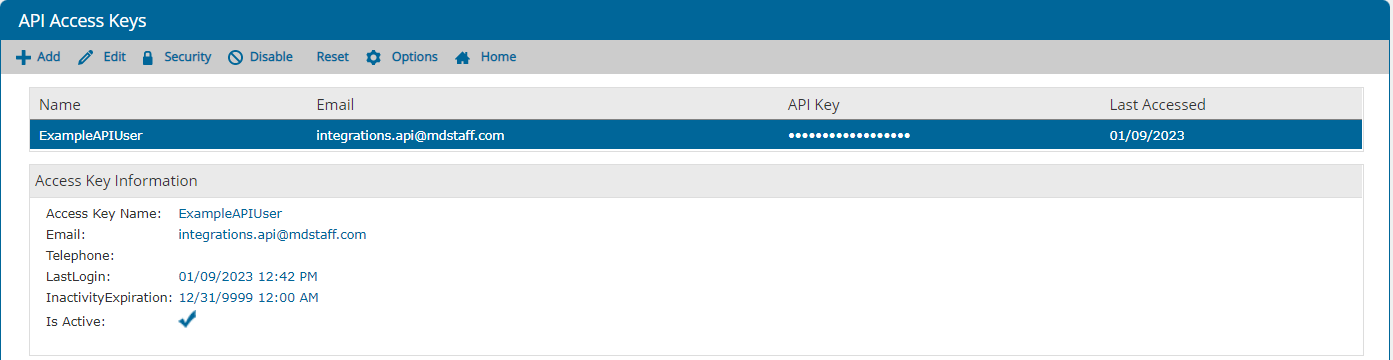 API Access Keys
Add Edit Security Disable Reset Options Home
Name Email API Key Last Accessed
ExampleAPIUser integrations.api@mdstaff.com •••••••••••••••••• 01/09/2023
Access Key Information
Access Key Name: ExampleAPIUser
Email: integrations.api@mdstaff.com
Telephone:
LastLogin: 01/09/2023 12:42 PM
InactivityExpiration: 12/31/9999 12:00 AM
Is Active: